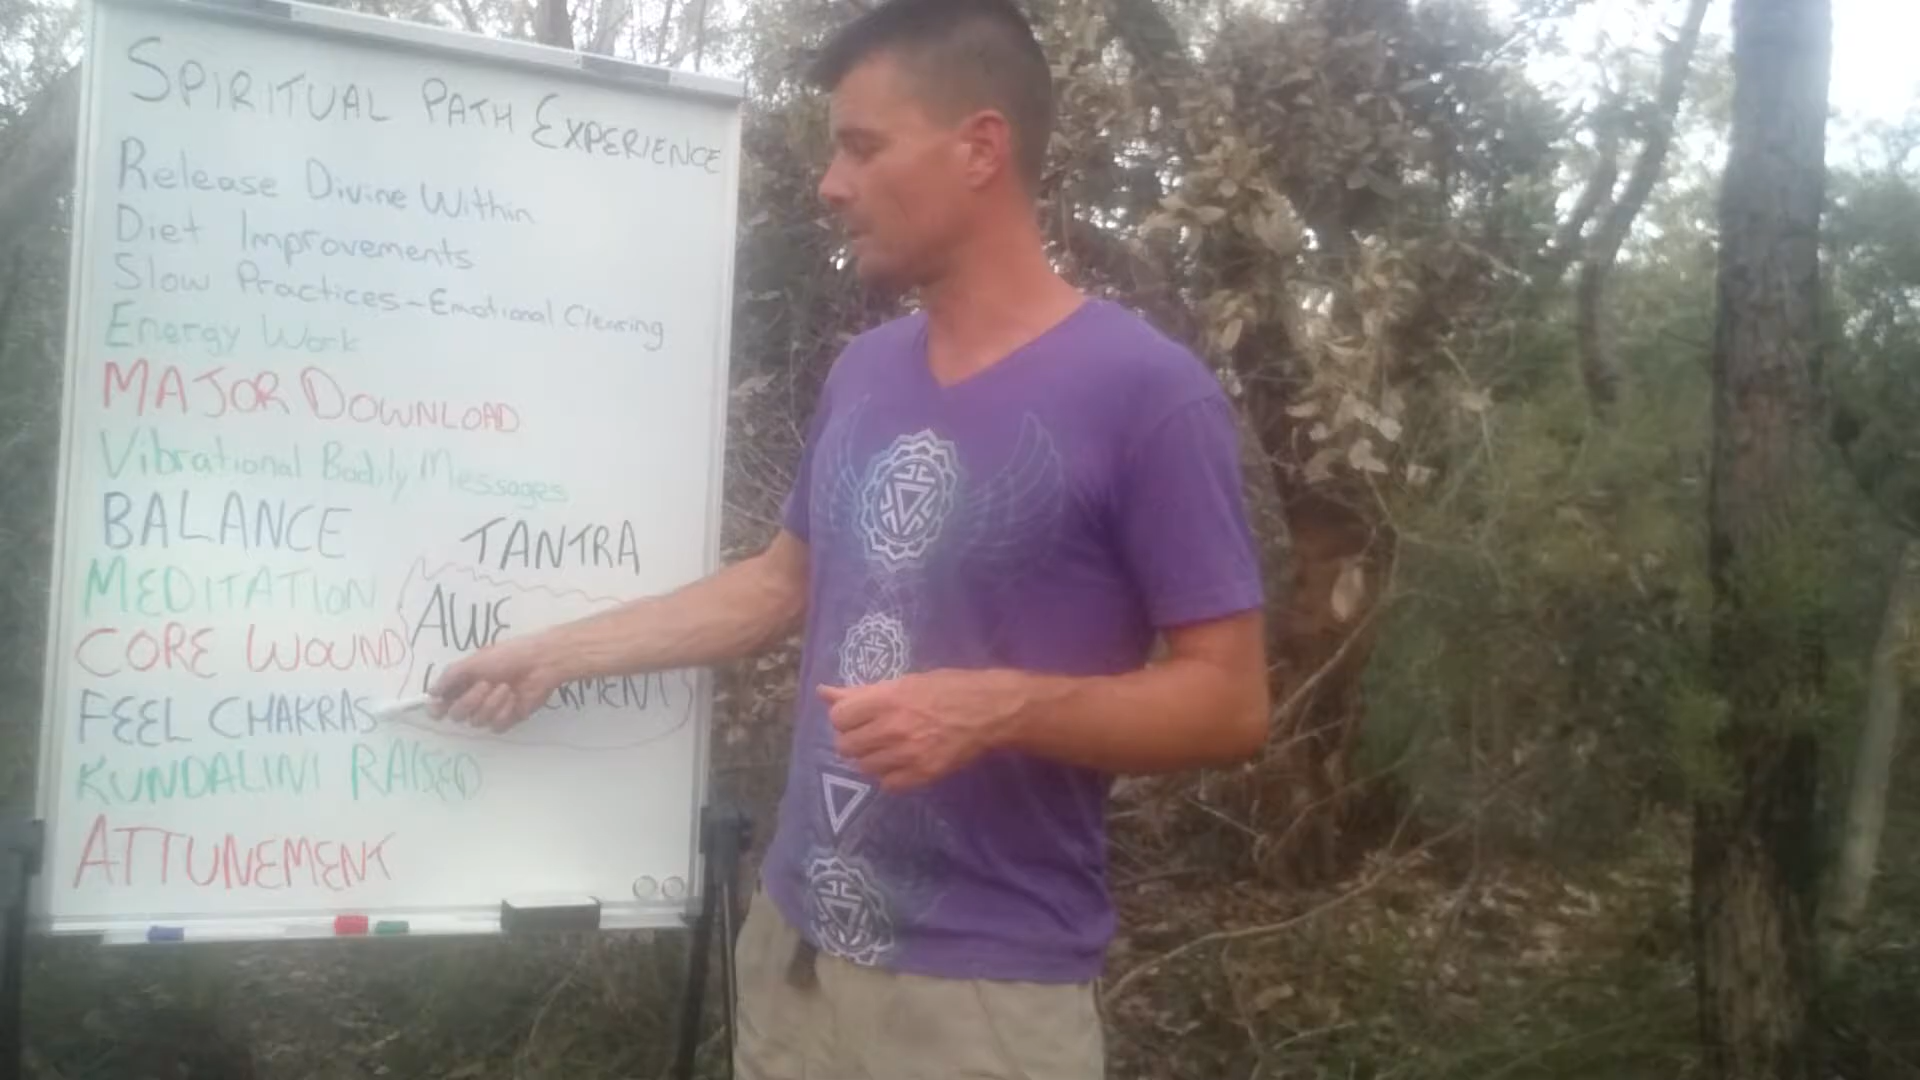 SPIRITUAL PATH EXPERIENCE
Release Divine Within
Diet Improvements
Slow Practices-Emotional Clearing
Energy Work
MAJOR DOWNLOAD
Vibrational Bodily Messages
BALANCE
TANTRA
MEDITATION
AWE
CORE WOUND
FEEL CHAKRAS
KUNDALINI RAISED
ATTUNEMENT